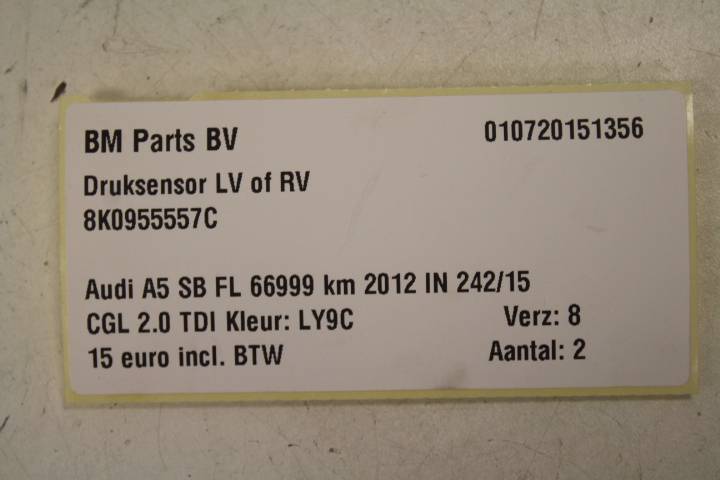 BM Parts BV 010720151356
Druksensor LV of RV
8K0955557C
Audi A5 SB FL 66999 km 2012 IN 242/15
CGL 2.0 TDI Kleur: LY9C Verz: 8
15 euro incl. BTW Aantal: 2